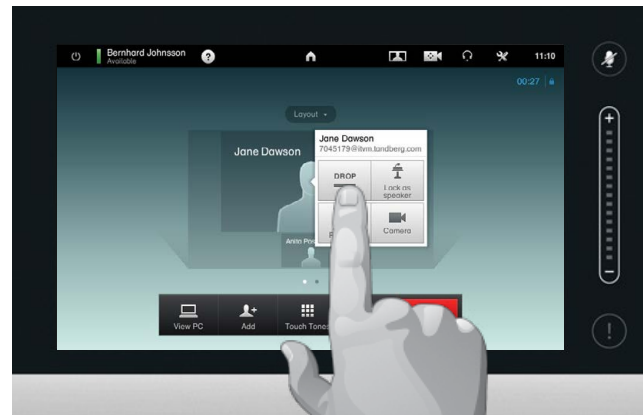 Bernhard Johnsson
Available
?
11:10
00:27
Layout
Jane Dawson
Jane Dawson
7045179@itvm.tandberg.com
DROP
Lock as
speaker
Camera
Anita
View PC
Add
Touch Tones
+
-
!